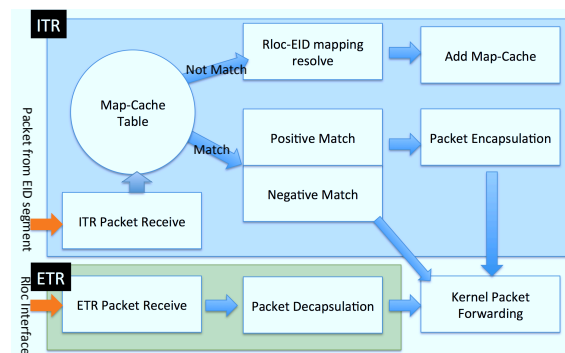 ITR
Rloc-EID mapping
resolve
Add Map-Cache
Not Match
Map-Cache
Table
Match
Positive Match
Packet Encapsulation
Negative Match
Packet from EID segment
ITR Packet Receive
ETR
Rloc Interface
ETR Packet Receive
Packet Decapsulation
Kernel Packet
Forwarding